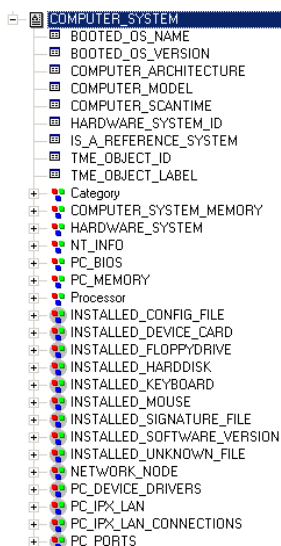 COMPUTER_SYSTEM
BOOTED_OS_NAME
BOOTED_OS_VERSION
COMPUTER_ARCHITECTURE
COMPUTER_MODEL
COMPUTER_SCANTIME
HARDWARE_SYSTEM_ID
IS_A_REFERENCE_SYSTEM
TME_OBJECT_ID
TME_OBJECT_LABEL
Category
COMPUTER_SYSTEM_MEMORY
HARDWARE_SYSTEM
NT_INFO
PC_BIOS
PC_MEMORY
Processor
INSTALLED_CONFIG_FILE
INSTALLED_DEVICE_CARD
INSTALLED_FLOPPYDRIVE
INSTALLED_HARDDISK
INSTALLED_KEYBOARD
INSTALLED_MOUSE
INSTALLED_SIGNATURE_FILE
INSTALLED_SOFTWARE_VERSION
INSTALLED_UNKNOWN_FILE
NETWORK_NODE
PC_DEVICE_DRIVERS
PC_IPX_LAN
PC_IPX_LAN_CONNECTIONS
PC_PORTS